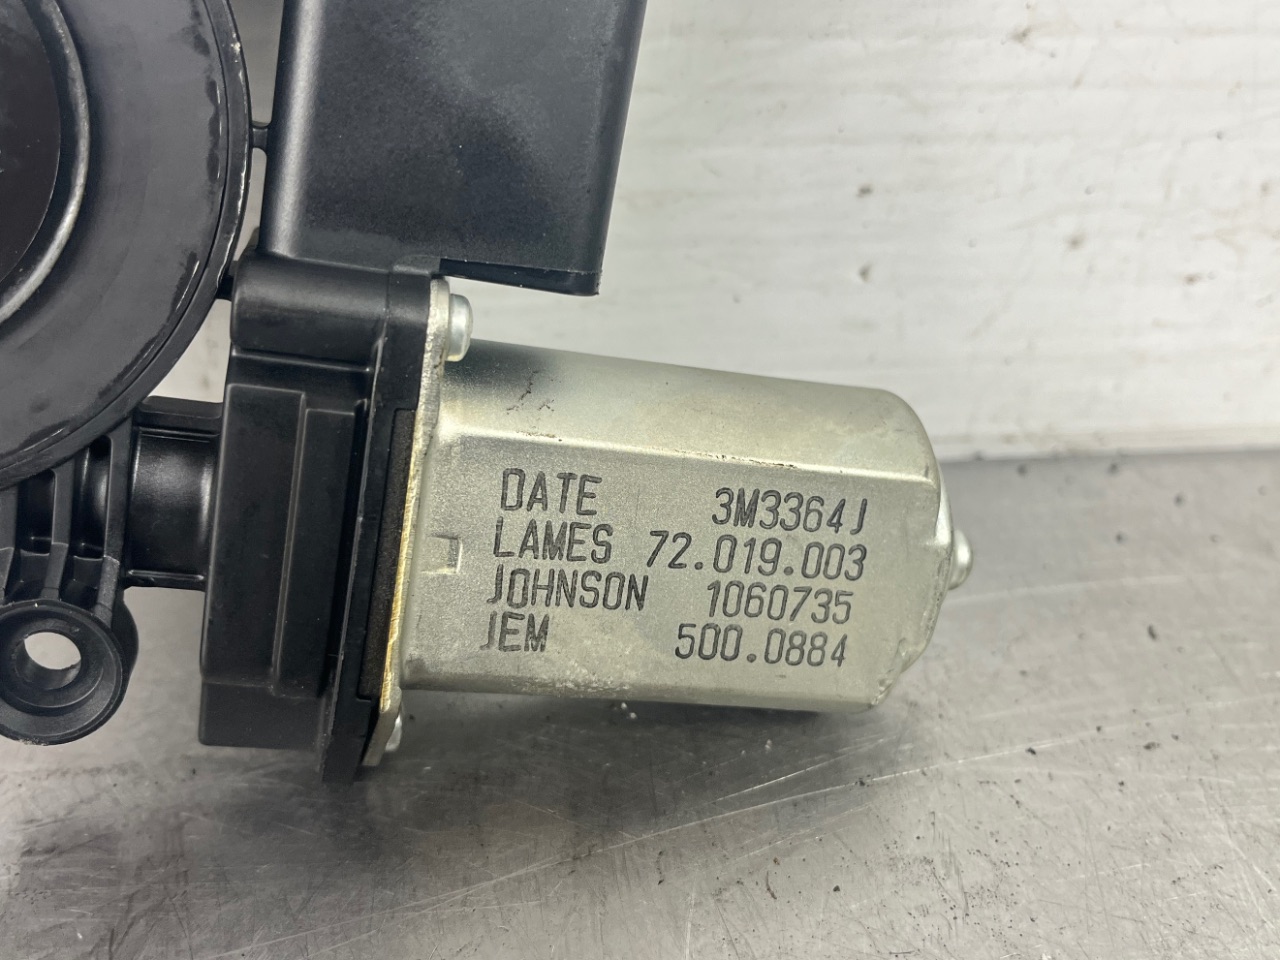 DATE 3M3364J
LAMES 72.019.003
JOHNSON 1060735
JEM 500.0884